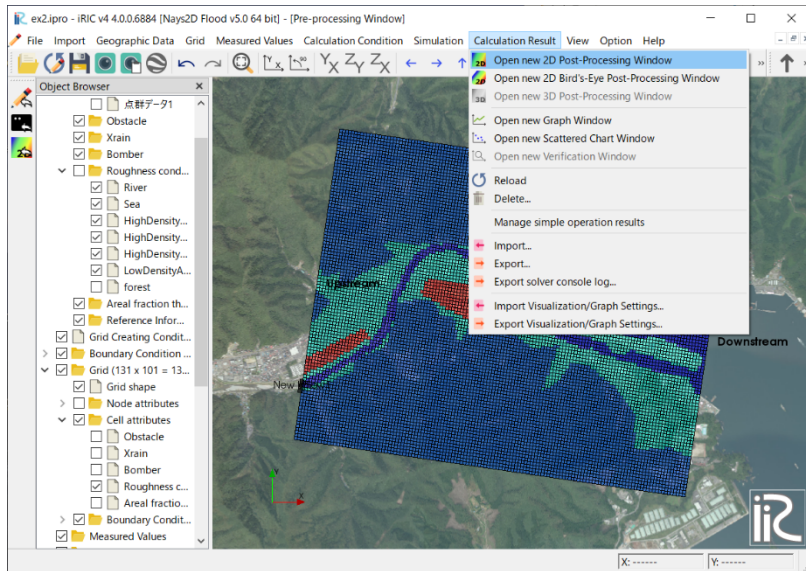 ex2.ipro - iRIC v4 4.0.0.6884 [Nays2D Flood v5.0 64 bit] - [Pre-processing Window]
File Import Geographic Data Grid Measured Values Calculation Condition Simulation Calculation Result View Option Help
Object Browser
点群データ1
Obstacle
Xrain
Bomber
Roughness cond...
River
Sea
HighDensity...
HighDensity...
HighDensity...
LowDensityA...
forest
Areal fraction th...
Reference Infor...
Grid Creating Condit...
Boundary Condition ...
Grid (131 x 101 = 13...
Grid shape
Node attributes
Cell attributes
Obstacle
Xrain
Bomber
Roughness c...
Areal fractio...
Boundary Condit...
Measured Values
Open new 2D Post-Processing Window
Open new 2D Bird's-Eye Post-Processing Window
Open new 3D Post-Processing Window
Open new Graph Window
Open new Scattered Chart Window
Open new Verification Window
Reload
Delete...
Manage simple operation results
Import...
Export...
Export solver console log...
Import Visualization/Graph Settings...
Export Visualization/Graph Settings...
Upstream
Downstream
New
Y
X
iRiC
X: ------
Y: ------